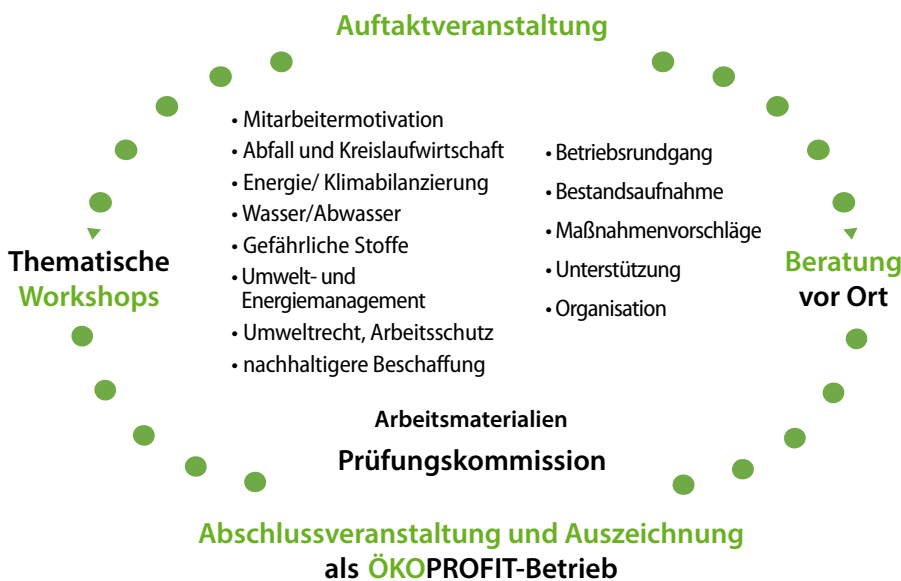 Auftaktveranstaltung
• Mitarbeitermotivation
• Abfall und Kreislaufwirtschaft
• Energie/ Klimabilanzierung
• Wasser/Abwasser
• Gefährliche Stoffe
• Umwelt- und
Energiemanagement
• Umweltrecht, Arbeitsschutz
• nachhaltigere Beschaffung
• Betriebsrundgang
• Bestandsaufnahme
• Maßnahmenvorschläge
• Unterstützung
• Organisation
Thematische
Workshops
Beratung
vor Ort
Arbeitsmaterialien
Prüfungskommission
Abschlussveranstaltung und Auszeichnung
als ÖKOPROFIT-Betrieb